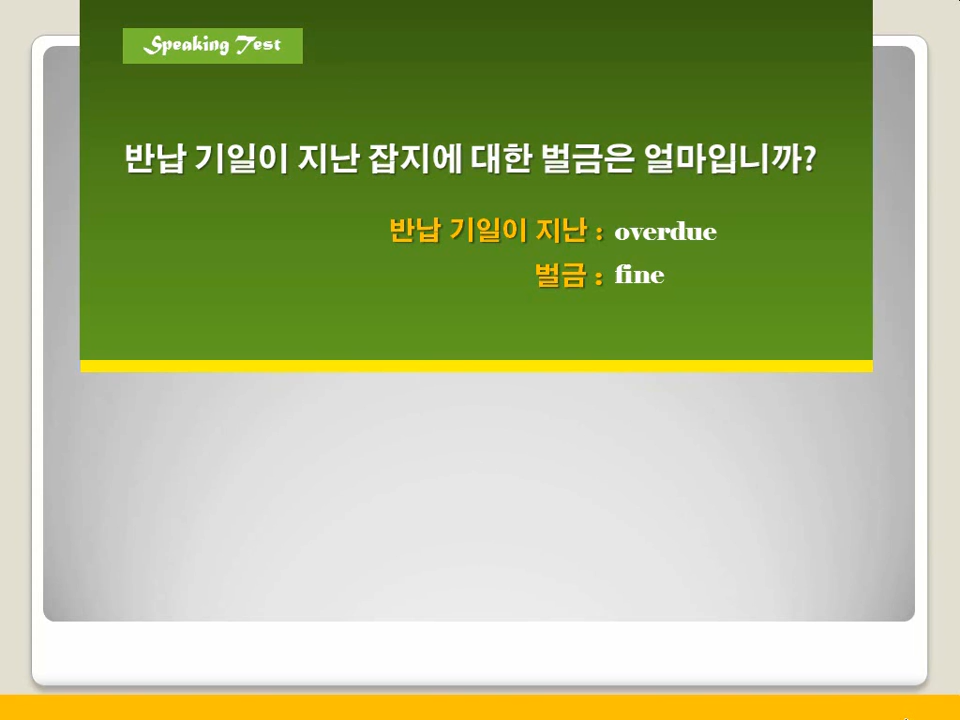 Speaking Test
반납 기일이 지난 잡지에 대한 벌금은 얼마입니까?
반납 기일이 지난 : overdue
벌금 : fine